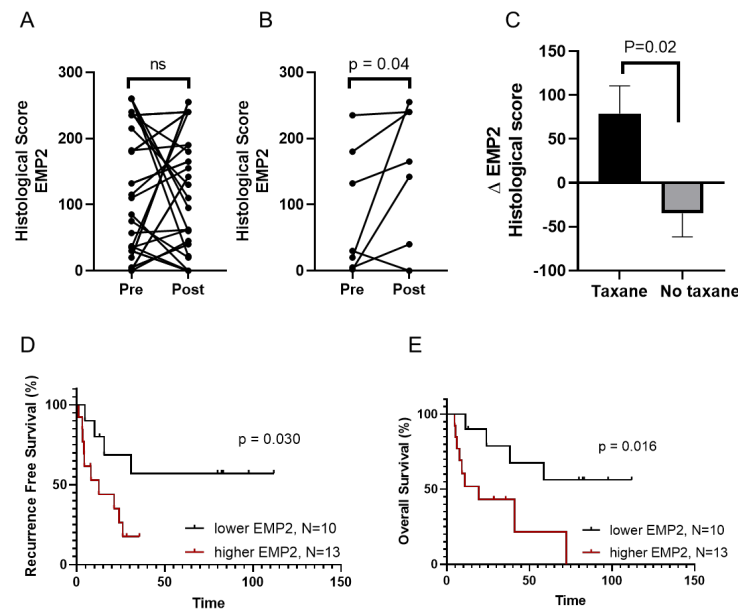 A
ns
Histological Score
EMP2
300
200
100
0
Pre Post
B
p = 0.04
Histological Score
EMP2
300
200
100
0
Pre Post
C
P=0.02
Δ EMP2
Histological score
150
100
50
0
-50
-100
Taxane No taxane
D
Recurrence Free Survival (%)
100
50
0
p = 0.030
lower EMP2, N=10
higher EMP2, N=13
0 50 100 150
Time
E
Overall Survival (%)
100
50
0
p = 0.016
lower EMP2, N=10
higher EMP2, N=13
0 50 100 150
Time